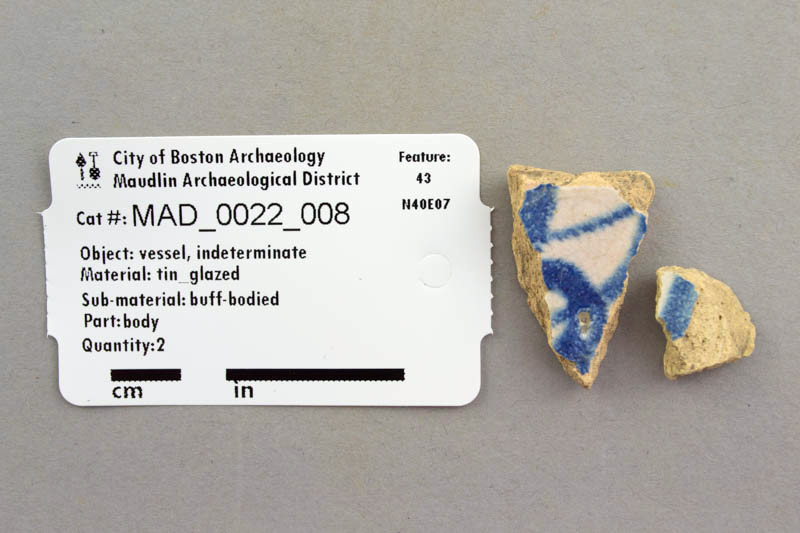 City of Boston Archaeology
Maudlin Archaeological District
Cat #: MAD_0022_008
Feature:
43
N40E07
Object: vessel, indeterminate
Material: tin_glazed
Sub-material: buff-bodied
Part: body
Quantity: 2
cm in